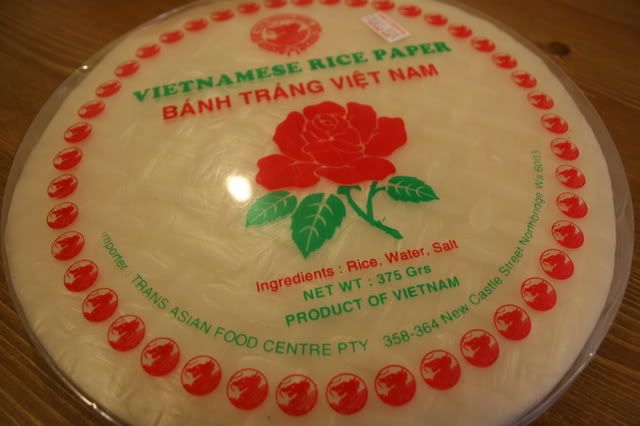 VIETNAMESE RICE PAPER
BÁNH TRÁNG VIỆT NAM
Ingredients : Rice, Water, Salt
NET WT : 375 Grs
PRODUCT OF VIETNAM
Importer TRANS ASIAN FOOD CENTRE PTY 358-364 New Castle Street Northbridge Wa 6003